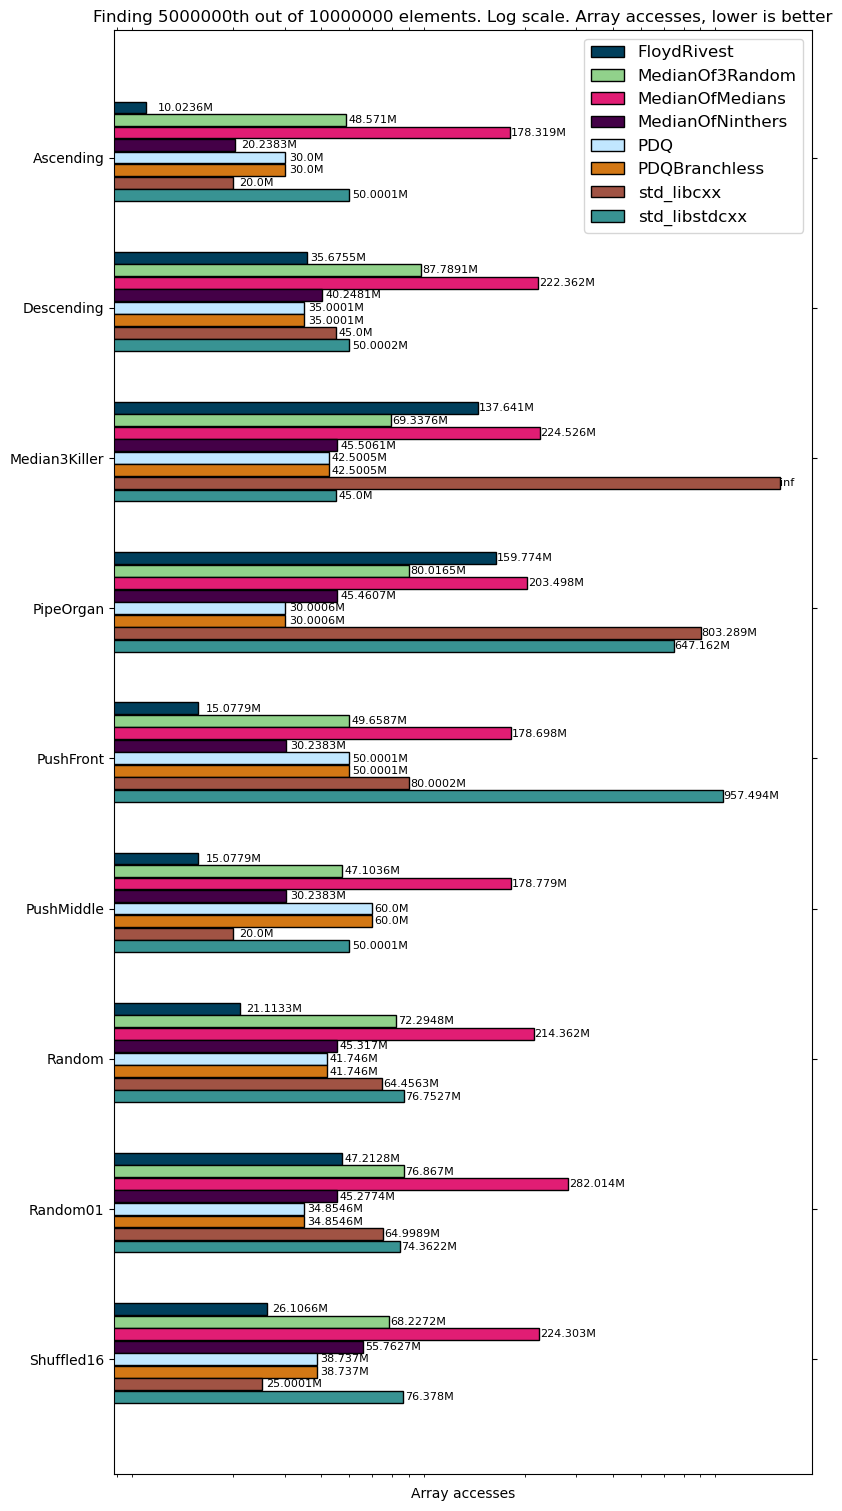 Finding 5000000th out of 10000000 elements. Log scale. Array accesses, lower is better
FloydRivest
MedianOf3Random
MedianOfMedians
MedianOfNinthers
PDQ
PDQBranchless
std_libcxx
std_libstdcxx
Ascending
10.0236M
48.571M
178.319M
20.2383M
30.0M
30.0M
20.0M
50.0001M
Descending
35.6755M
87.7891M
222.362M
40.2481M
35.0001M
35.0001M
45.0M
50.0002M
Median3Killer
137.641M
69.3376M
224.526M
45.5061M
42.5005M
42.5005M
inf
45.0M
PipeOrgan
159.774M
80.0165M
203.498M
45.4607M
30.0006M
30.0006M
803.289M
647.162M
PushFront
15.0779M
49.6587M
178.698M
30.2383M
50.0001M
50.0001M
80.0002M
957.494M
PushMiddle
15.0779M
47.1036M
178.779M
30.2383M
60.0M
60.0M
20.0M
50.0001M
Random
21.1133M
72.2948M
214.362M
45.317M
41.746M
41.746M
64.4563M
76.7527M
Random01
47.2128M
76.867M
282.014M
45.2774M
34.8546M
34.8546M
64.9989M
74.3622M
Shuffled16
26.1066M
68.2272M
224.303M
55.7627M
38.737M
38.737M
25.0001M
76.378M
Array accesses